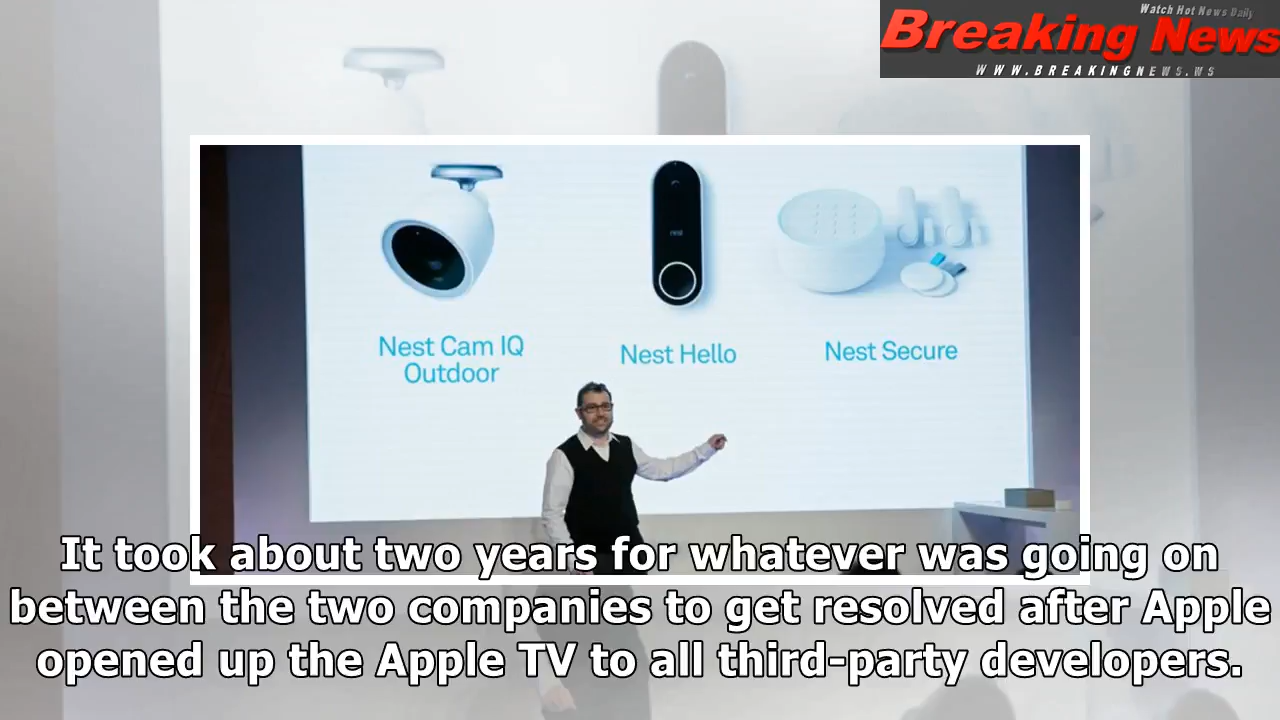 Watch Hot News Daily
Breaking News
WWW.BREAKINGNEWS.WS
nest
Nest Cam IQ
Outdoor
Nest Hello
Nest Secure
It took about two years for whatever was going on
between the two companies to get resolved after Apple
opened up the Apple TV to all third-party developers.